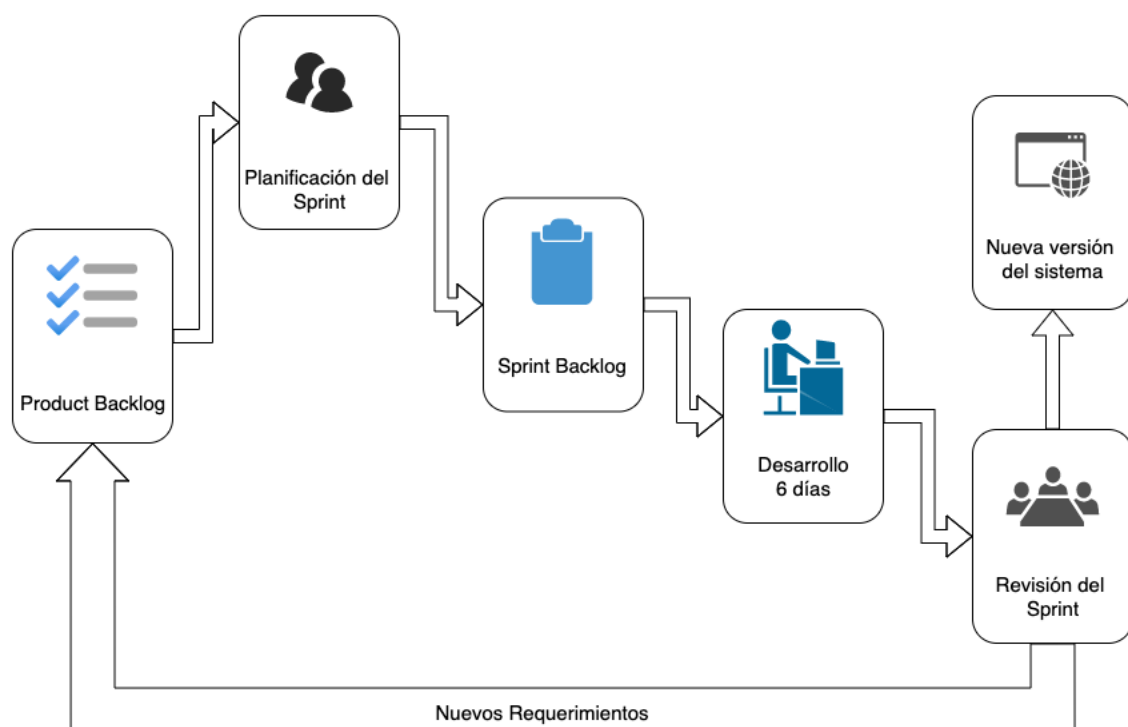 Product Backlog
Planificación del
Sprint
Sprint Backlog
Desarrollo
6 días
Revisión del
Sprint
Nueva versión
del sistema
Nuevos Requerimientos